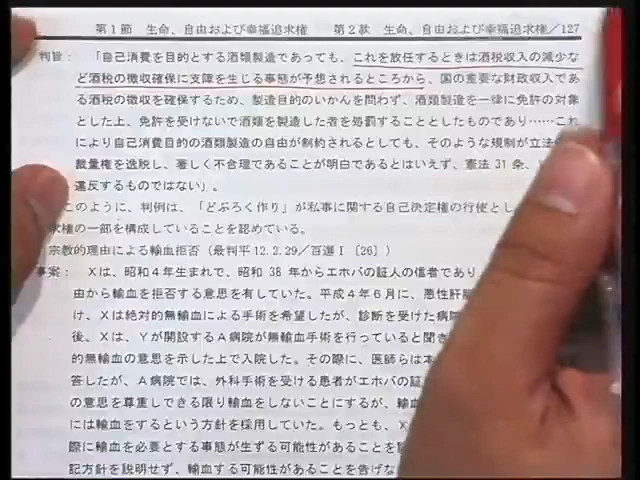 第1節 生命、自由および幸福追求権 第2款 生命、自由および幸福追求権／127
判旨：「自己消費を目的とする酒類製造であっても、これを放任するときは酒税収入の減少な
ど酒税の徴収確保に支障を生じる事態が予想されるところから、国の重要な財政収入であ
る酒税の徴収を確保するため、製造目的のいかんを問わず、酒類製造を一律に免許の対象
とした上、免許を受けないで酒類を製造した者を処罰することとしたものであり……これ
により自己消費目的の酒類製造の自由が制約されるとしても、そのような規制が立法
裁量権を逸脱し、著しく不合理であることが明白であるとはいえず、憲法31条、
違反するものではない」。
このように、判例は、「どぶろく作り」が私事に関する自己決定権の行使とし
求権の一部を構成していることを認めている。
宗教的理由による輸血拒否（最判平12.2.29／百選Ⅰ〔26〕）
事案：Xは、昭和4年生まれで、昭和38年からエホバの証人の信者であり
由から輸血を拒否する意思を有していた。平成4年6月に、悪性肝
け、Xは絶対的無輸血による手術を希望したが、診断を受けた病院
後、Xは、Yが開設するA病院が無輸血手術を行っていると聞き
的無輸血の意思を示した上で入院した。その際に、医師らは本
答したが、A病院では、外科手術を受ける患者がエホバの証
の意思を尊重しできる限り輸血をしないことにするが、輸血
には輸血をするという方針を採用していた。もっとも、X
際に輸血を必要とする事態が生ずる可能性があることを
記方針を説明せず、輸血する可能性があることを告げな